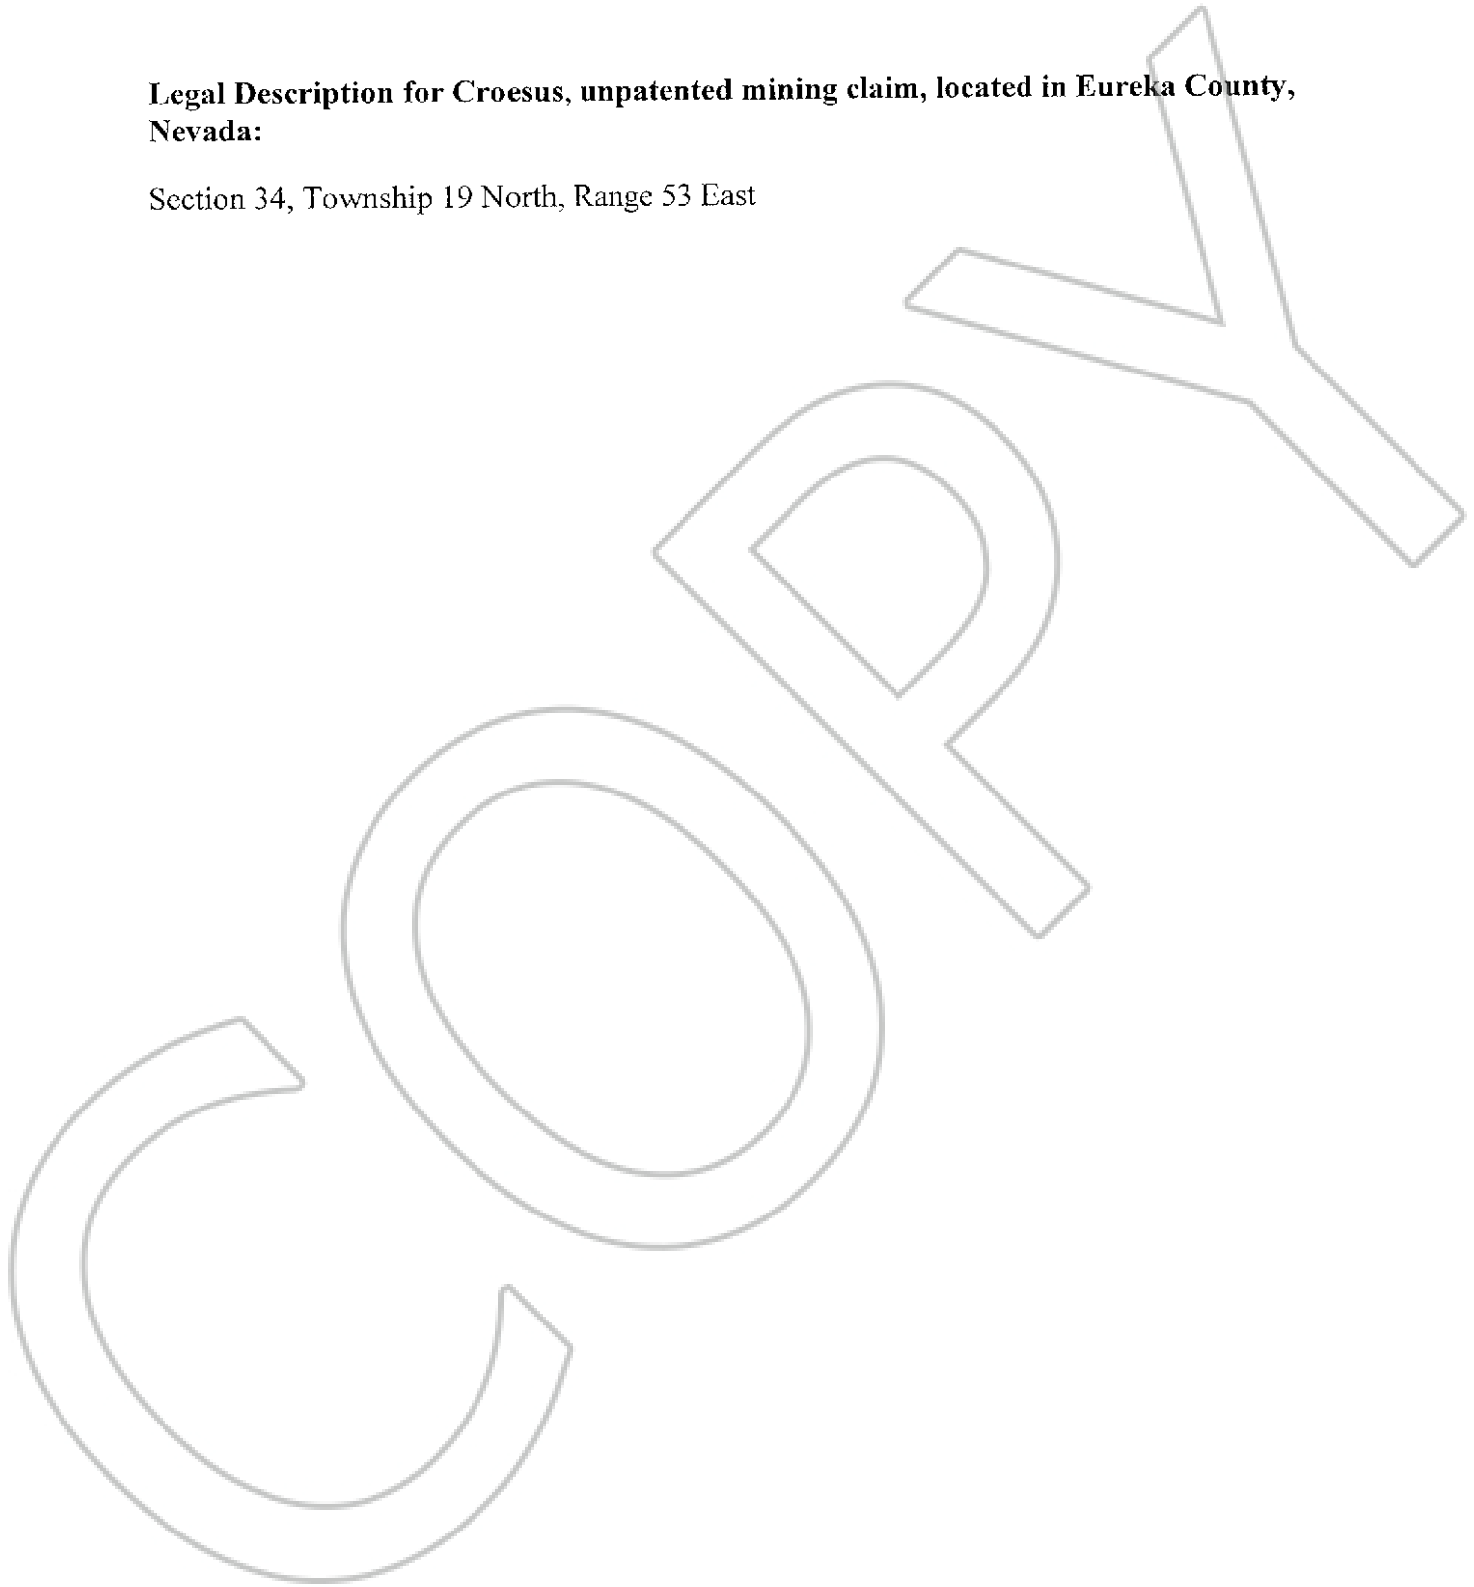 Legal Description for Croesus, unpatented mining claim, located in Eureka County,
Nevada:
Section 34, Township 19 North, Range 53 East
COPY